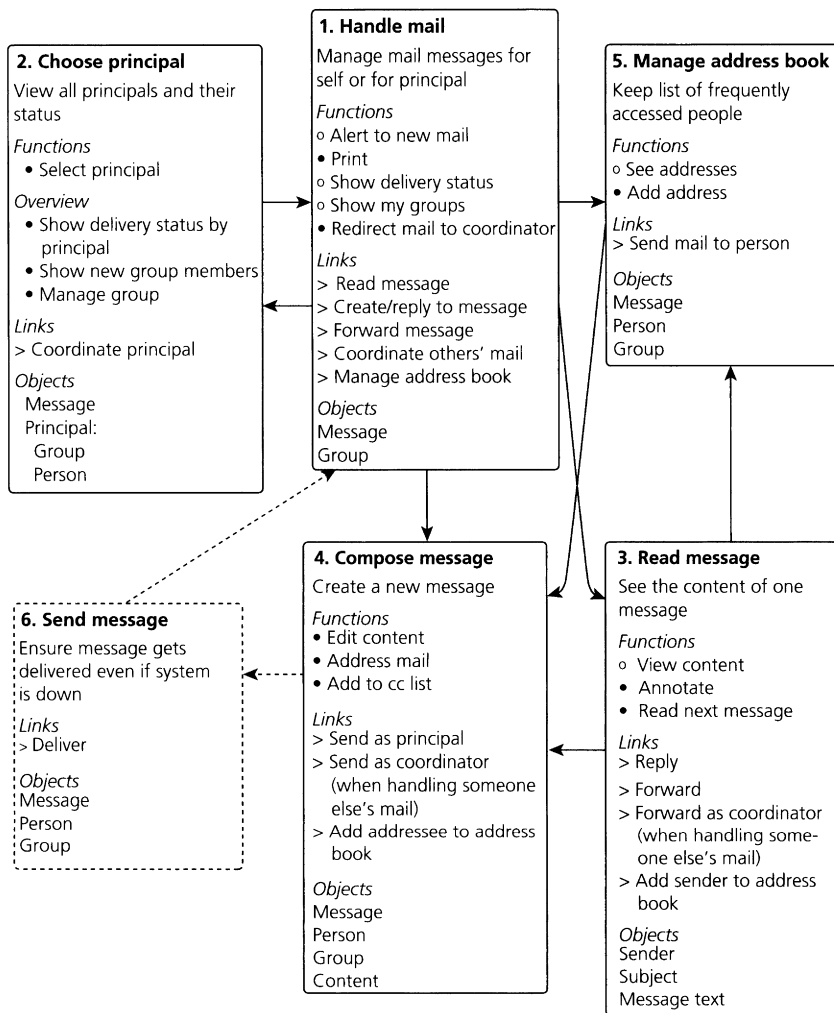 1. Handle mail
Manage mail messages for
self or for principal
Functions
o Alert to new mail
• Print
o Show delivery status
o Show my groups
• Redirect mail to coordinator
Links
> Read message
> Create/reply to message
> Forward message
> Coordinate others' mail
> Manage address book
Objects
Message
Group
2. Choose principal
View all principals and their
status
Functions
• Select principal
Overview
• Show delivery status by
principal
• Show new group members
• Manage group
Links
> Coordinate principal
Objects
Message
Principal:
Group
Person
5. Manage address book
Keep list of frequently
accessed people
Functions
o See addresses
• Add address
Links
> Send mail to person
Objects
Message
Person
Group
4. Compose message
Create a new message
Functions
• Edit content
• Address mail
• Add to cc list
Links
> Send as principal
> Send as coordinator
(when handling someone
else's mail)
> Add addressee to address
book
Objects
Message
Person
Group
Content
3. Read message
See the content of one
message
Functions
o View content
• Annotate
• Read next message
Links
> Reply
> Forward
> Forward as coordinator
(when handling some-
one else's mail)
> Add sender to address
book
Objects
Sender
Subject
Message text
6. Send message
Ensure message gets
delivered even if system
is down
Links
> Deliver
Objects
Message
Person
Group